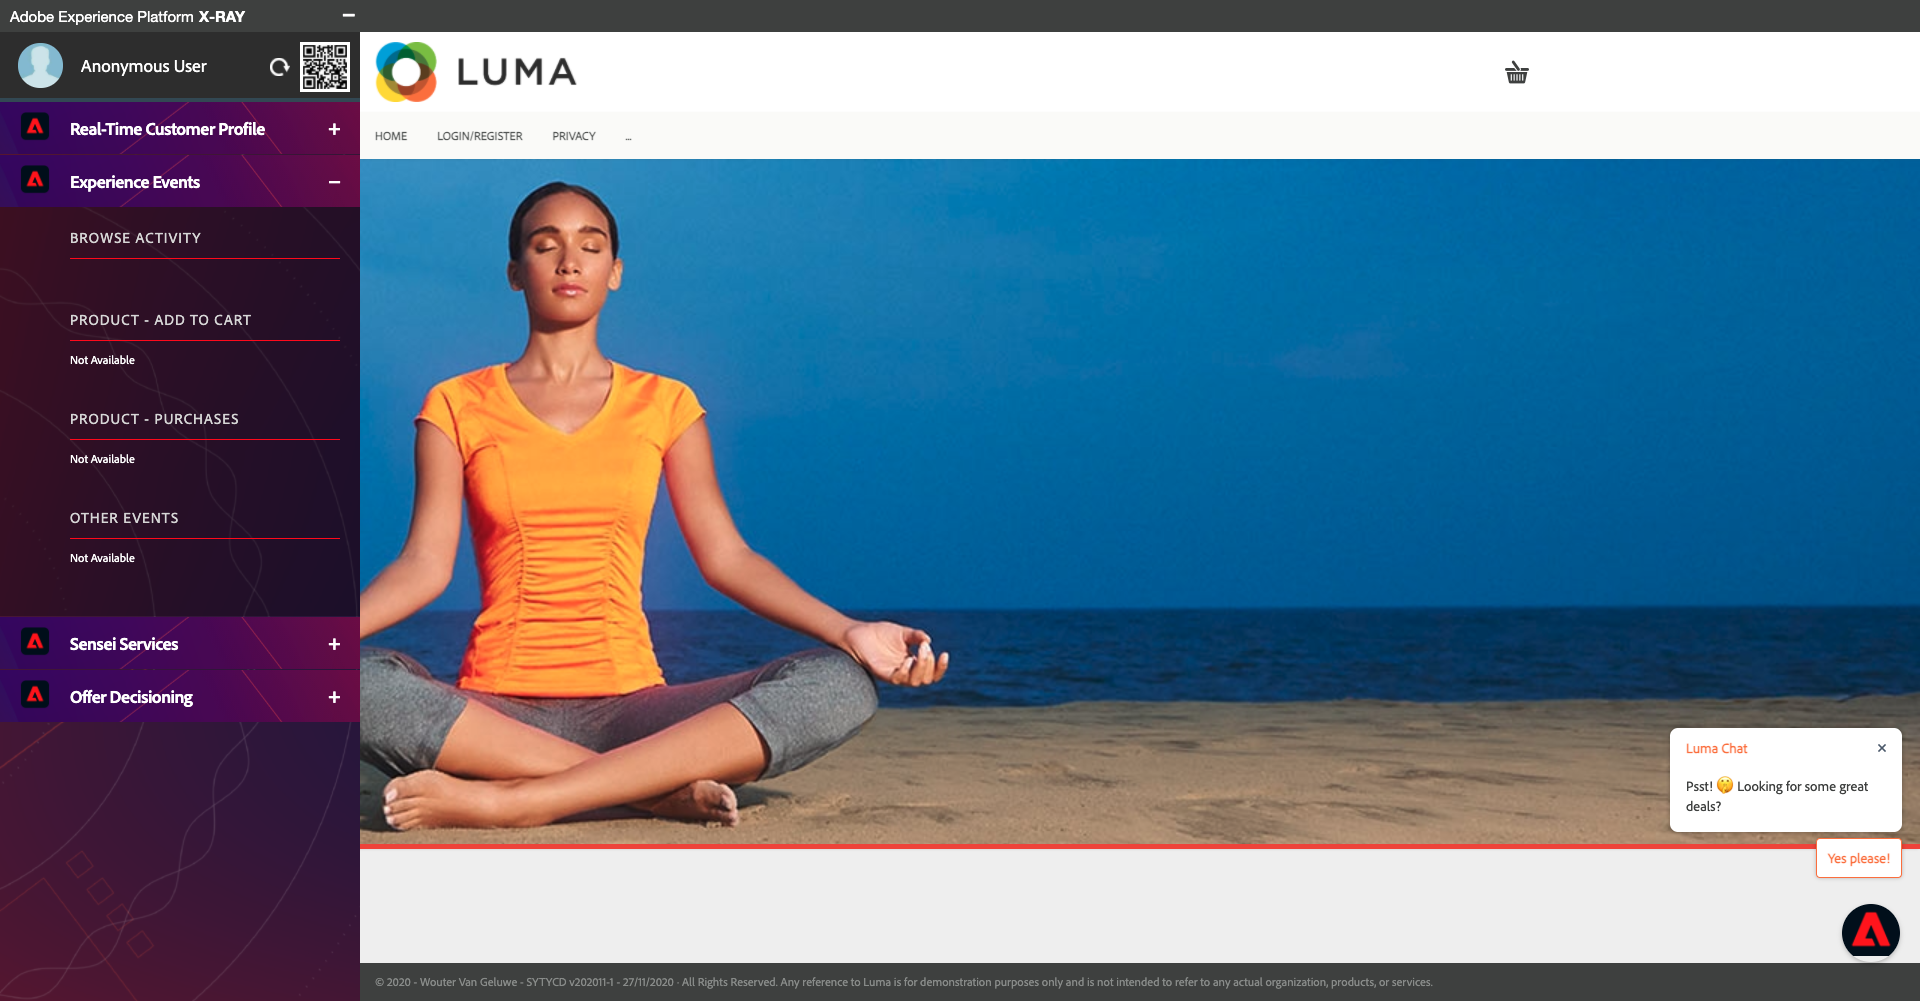 Adobe Experience Platform X-RAY
Anonymous User
Real-Time Customer Profile
Experience Events
BROWSE ACTIVITY
PRODUCT - ADD TO CART
Not Available
PRODUCT - PURCHASES
Not Available
OTHER EVENTS
Not Available
Sensei Services
Offer Decisioning
LUMA
HOME LOGIN/REGISTER PRIVACY ...
Luma Chat
Psst! 🤫 Looking for some great
deals?
Yes please!
© 2020 - Wouter Van Geluwe - SYTYCD v202011-1 - 27/11/2020 · All Rights Reserved. Any reference to Luma is for demonstration purposes only and is not intended to refer to any actual organization, products, or services.